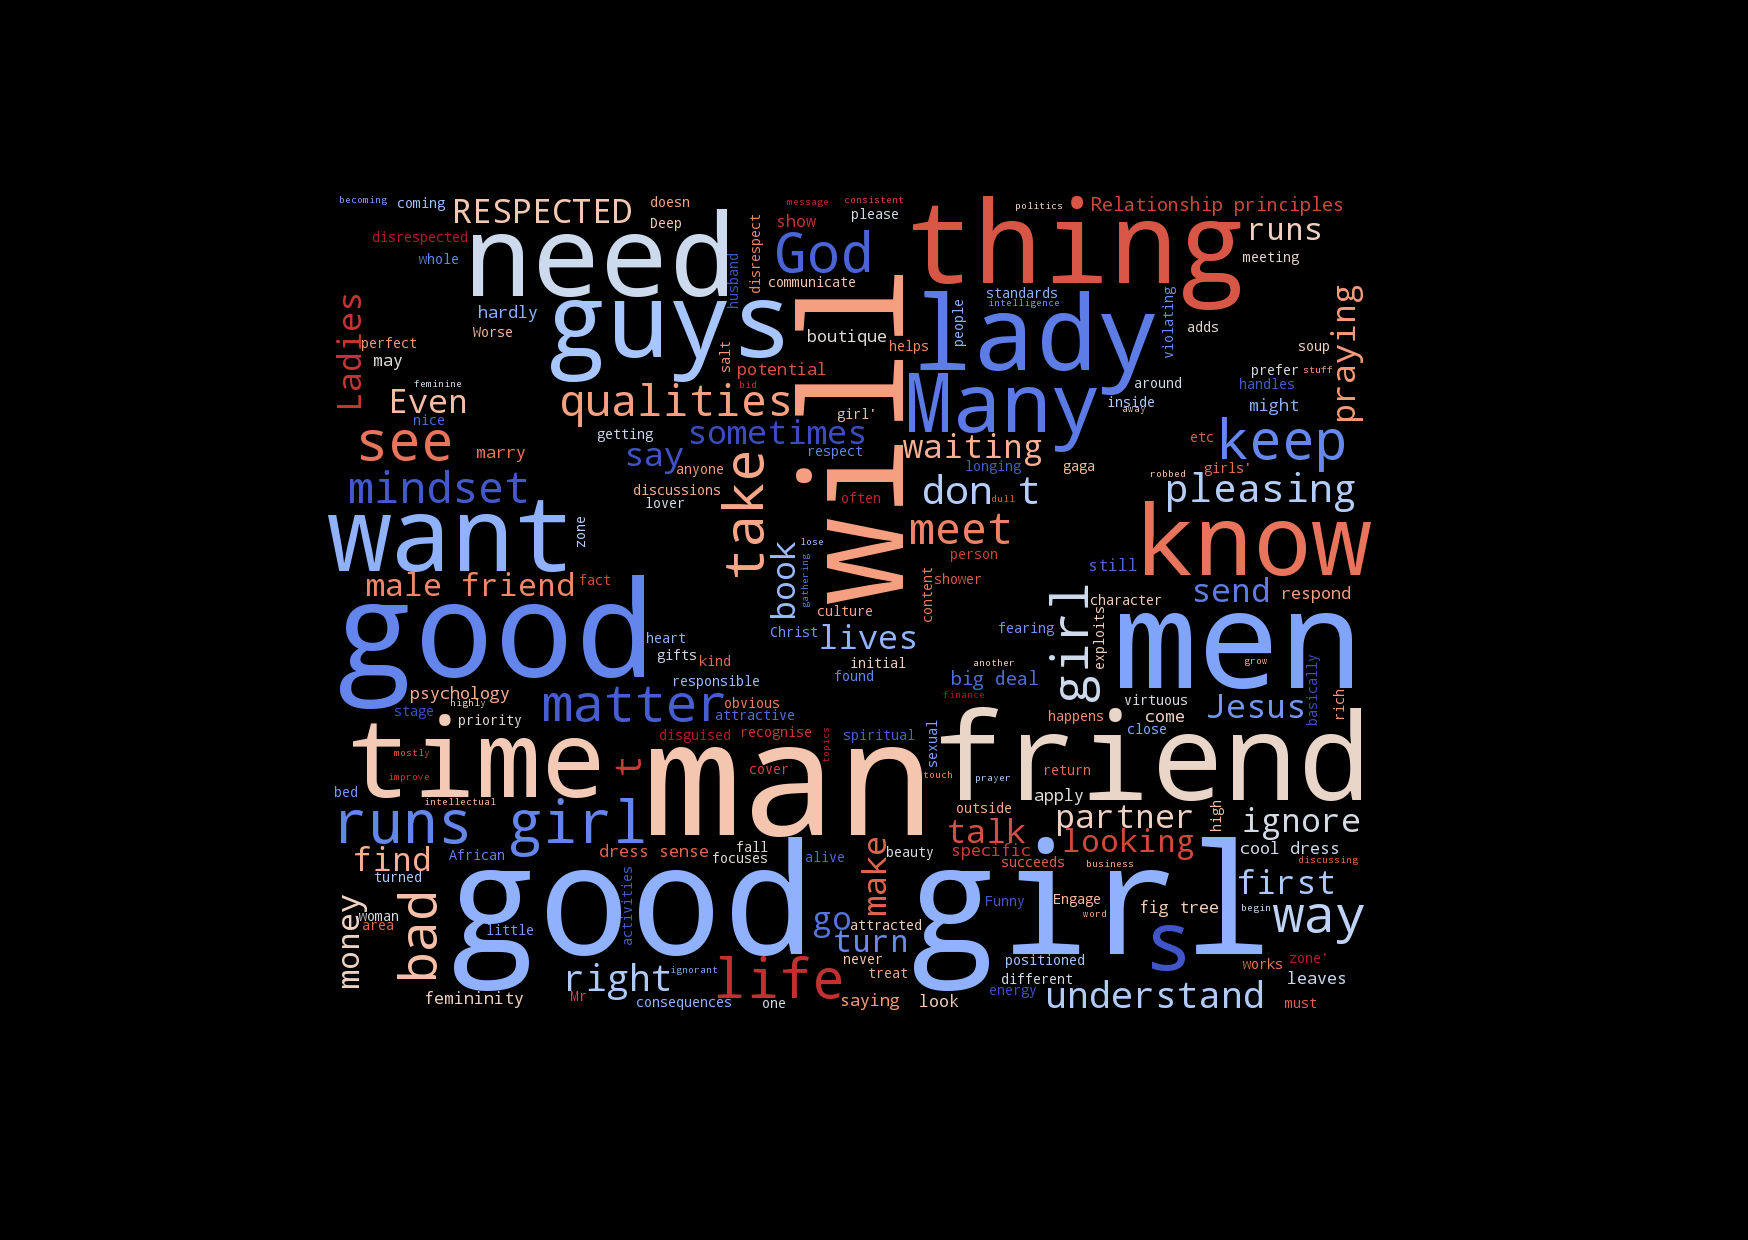 becoming
coming
RESPECTED
doesn
Deep
message
consistent
please
show
politics
Relationship principles
disrespected
whole
need
husband
disrespect
God
communicate
thing
runs
meeting
Ladies
hardly
Worse
guys
boutique
helps
will
lady
people
standards
intelligence
violating
adds
soup
praying
perfect
may
feminine
Even
nice
salt
potential
bid
qualities
girl'
Many
around
inside
away
prefer
stuff
handles
might
see
marry
getting
sometimes
say
anyone
respect
waiting
longing
gaga
etc
keep
girls'
robbed
mindset
discussions
lover
take
often
don t
dull
pleasing
want
zone
meet
person
know
male friend
fact
book
lose
gathering
culture
content
shower
still
send
respond
good
heart
gifts
kind
responsible
Christ
lives
initial
found
fearing
another
big deal
finance
girl
character
exploits
men
grow
basically
rich
virtuous
Jesus
psychology
highly
stage
priority
matter
obvious
attractive
happens
come
close
time
mostly
improve
t
disguised
recognise
topics
spiritual
sexual
man
cover
touch
prayer
friend
return
apply
bed
intellectual
runs girl
outside
partner
high
ignore
find
turned
African
dress sense
fall
focuses
alive
make
beauty
talk
specific
looking
succeeds
business
cool dress
discussing
money
woman
area
bad
little
activities
good girl
go
attracted
turn
Funny
Engage
word
fig tree
first
begin
way
femininity
right
Mr
ignorant
consequences
life
one
never
treat
saying
look
positioned
different
energy
s
understand
works
zone'
leaves
must